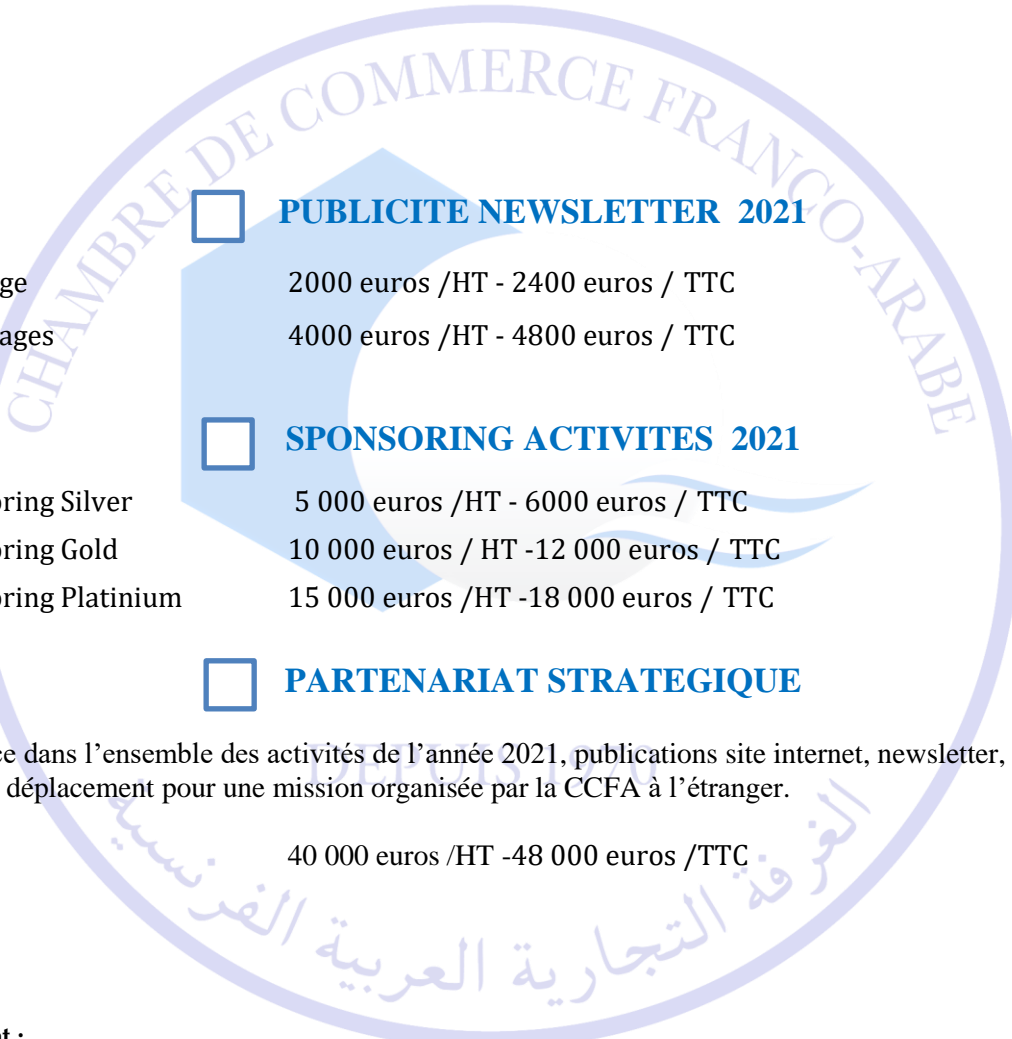 CHAMBRE DE COMMERCE FRANCO-ARABE
PUBLICITE NEWSLETTER 2021
ge 2000 euros /HT - 2400 euros / TTC
ages 4000 euros /HT - 4800 euros / TTC
SPONSORING ACTIVITES 2021
oring Silver 5 000 euros /HT - 6000 euros / TTC
oring Gold 10 000 euros / HT -12 000 euros / TTC
oring Platinium 15 000 euros /HT -18 000 euros / TTC
PARTENARIAT STRATEGIQUE
ce dans l’ensemble des activités de l’année 2021, publications site internet, newsletter,
DEPUIS 1970
déplacement pour une mission organisée par la CCFA à l’étranger.
40 000 euros /HT -48 000 euros /TTC
الغرفة التجارية العربية الفرنسية